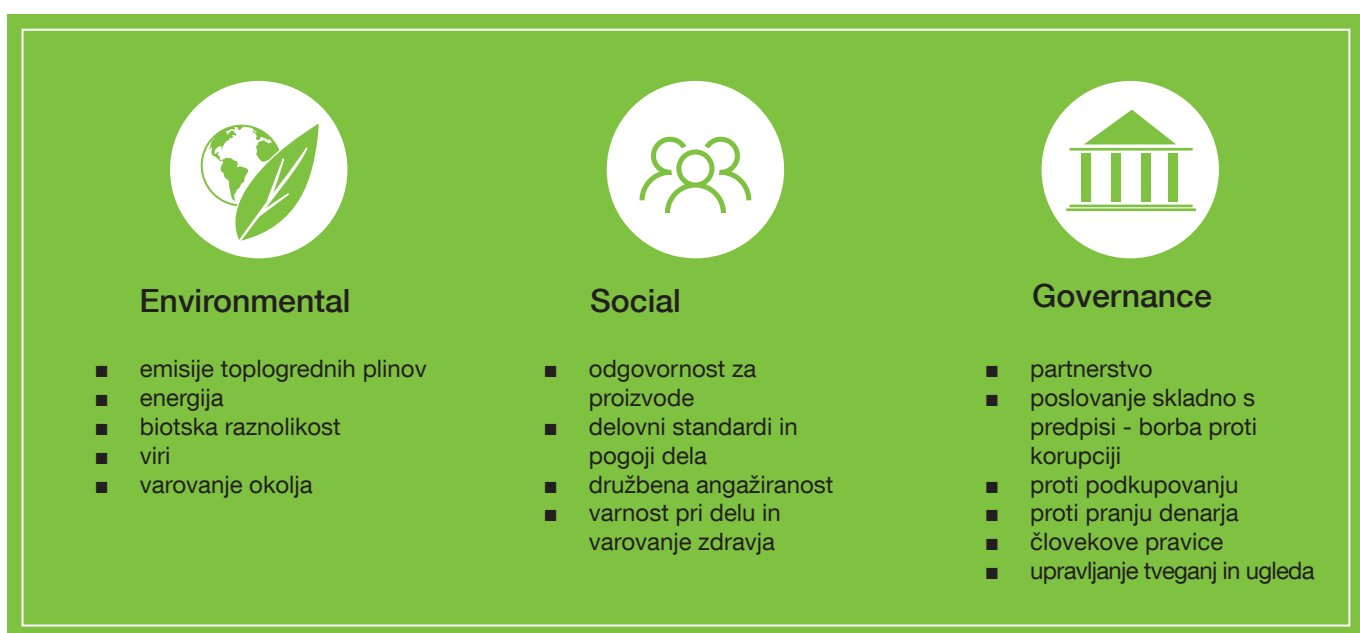 Environmental
■ emisije toplogrednih plinov
■ energija
■ biotska raznolikost
■ viri
■ varovanje okolja
Social
■ odgovornost za
proizvode
■ delovni standardi in
pogoji dela
■ družbena angažiranost
■ varnost pri delu in
varovanje zdravja
Governance
■ partnerstvo
■ poslovanje skladno s
predpisi - borba proti
korupciji
■ proti podkupovanju
■ proti pranju denarja
■ človekove pravice
■ upravljanje tveganj in ugleda